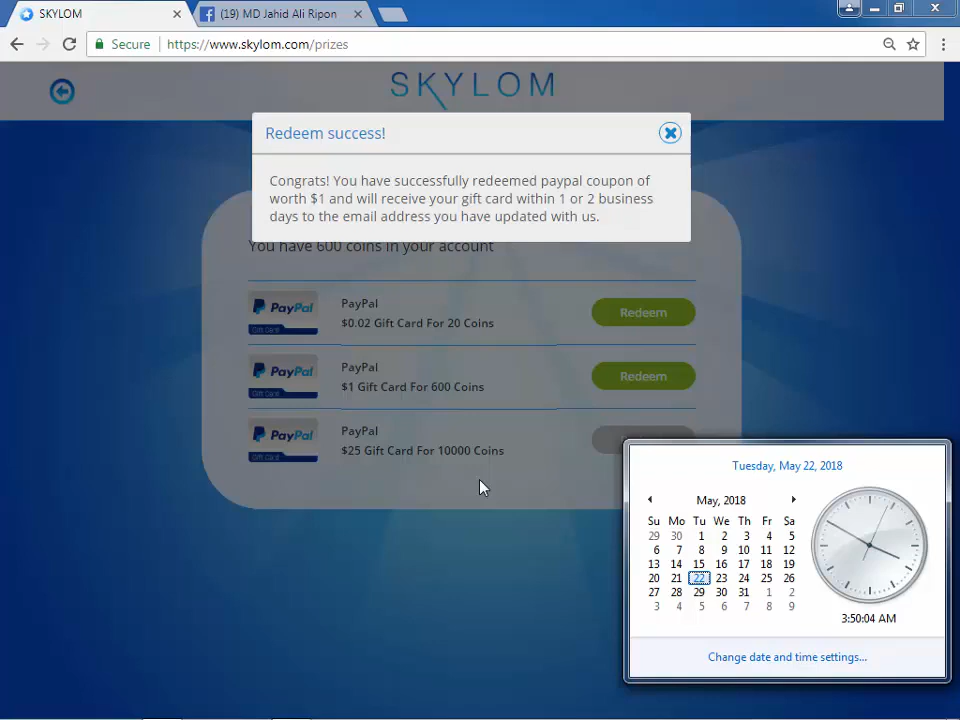 SKYLOM
(19) MD Jahid Ali Ripon
Secure https://www.skylom.com/prizes
SKYLOM
Redeem success!
Congrats! You have successfully redeemed paypal coupon of
worth $1 and will receive your gift card within 1 or 2 business
days to the email address you have updated with us.
You have 600 coins in your account
PayPal
Gift Card
PayPal
$0.02 Gift Card For 20 Coins
Redeem
PayPal
Gift Card
PayPal
$1 Gift Card For 600 Coins
Redeem
PayPal
Gift Card
PayPal
$25 Gift Card For 10000 Coins
Tuesday, May 22, 2018
May, 2018
Su Mo Tu We Th Fr Sa
29 30 1 2 3 4 5
6 7 8 9 10 11 12
13 14 15 16 17 18 19
20 21 22 23 24 25 26
27 28 29 30 31 1 2
3 4 5 6 7 8 9
3:50:04 AM
Change date and time settings...